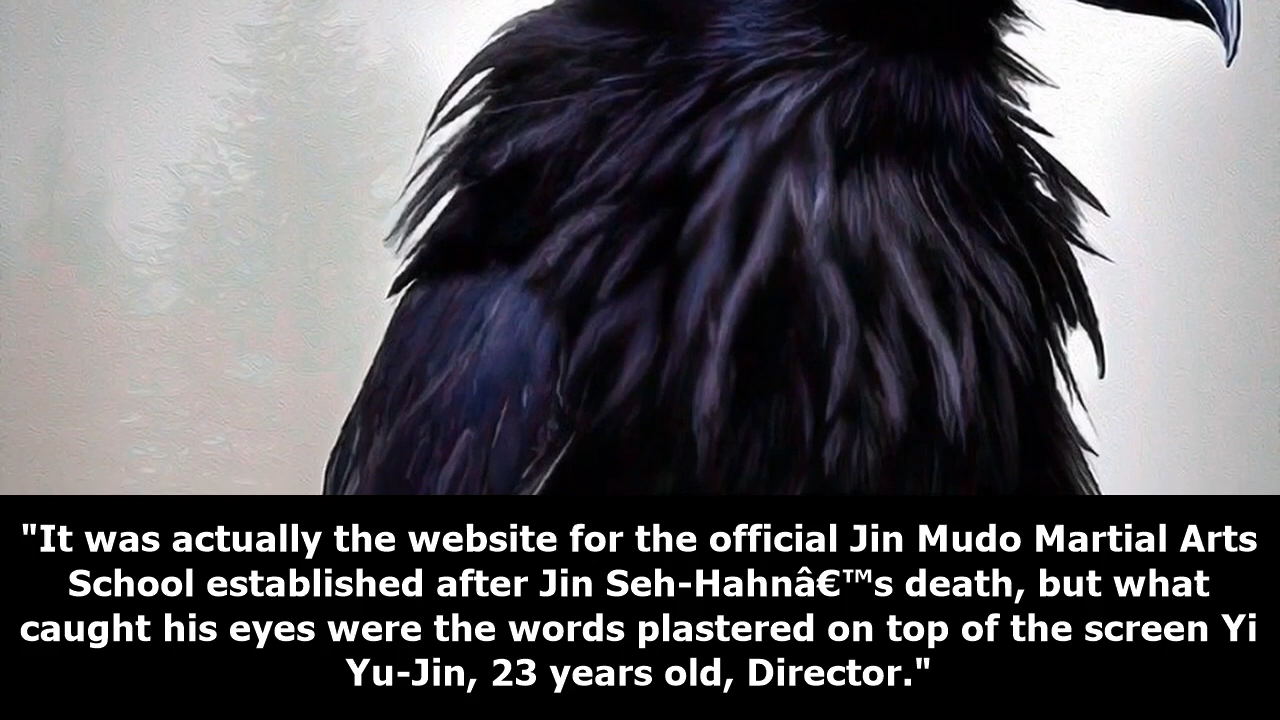 "It was actually the website for the official Jin Mudo Martial Arts
School established after Jin Seh-Hahnâ€™s death, but what
caught his eyes were the words plastered on top of the screen Yi
Yu-Jin, 23 years old, Director."